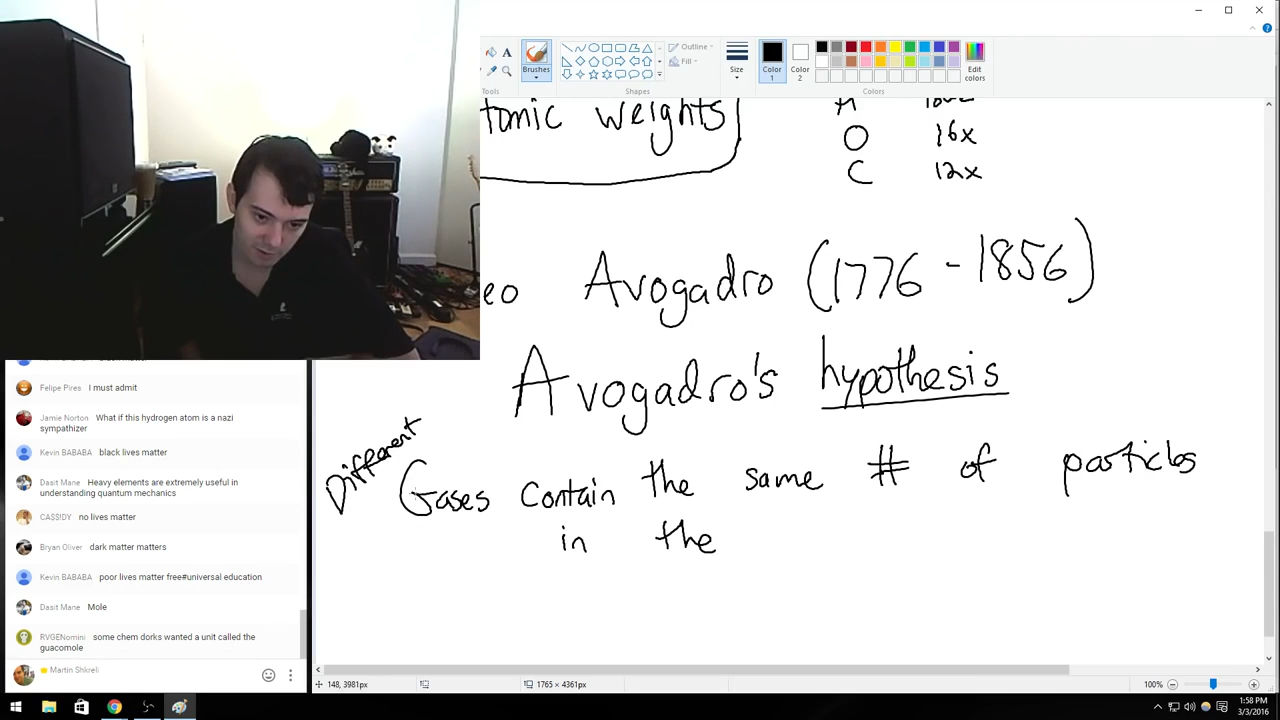 Tools
A
Brushes
Shapes
Outline
Fill
Size
Color 1
Color 2
Edit colors
Colors
tomic weights
H
O 16x
C 12x
eo Avogadro (1776 - 1856)
Avogadro's hypothesis
Different
Gases contain the same # of particles
in the
Felipe Pires I must admit
Jamie Norton What if this hydrogen atom is a nazi
sympathizer
Kevin BABABA black lives matter
Dasit Mane Heavy elements are extremely useful in
understanding quantum mechanics
CA$$!DY no lives matter
Bryan Oliver dark matter matters
Kevin BABABA poor lives matter free#universal education
Dasit Mane Mole
RVGENomini some chem dorks wanted a unit called the
guacomole
Martin Shkreli
148, 3981px
1765 × 4361px
100%
1:58 PM
3/3/2016